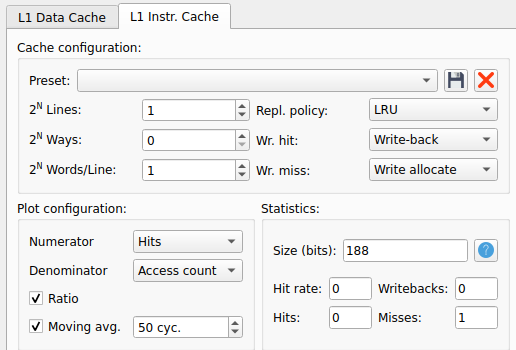 L1 Data Cache L1 Instr. Cache
Cache configuration:
Preset:
2^N Lines: 1 Repl. policy: LRU
2^N Ways: 0 Wr. hit: Write-back
2^N Words/Line: 1 Wr. miss: Write allocate
Plot configuration: Statistics:
Numerator Hits
Size (bits): 188 ?
Denominator Access count
Ratio
Hit rate: 0 Writebacks: 0
Moving avg. 50 cyc.
Hits: 0 Misses: 1